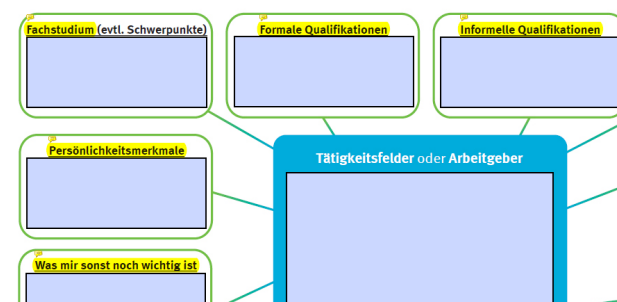 Fachstudium (evtl. Schwerpunkte)
Formale Qualifikationen
Informelle Qualifikationen
Persönlichkeitsmerkmale
Tätigkeitsfelder oder Arbeitgeber
Was mir sonst noch wichtig ist